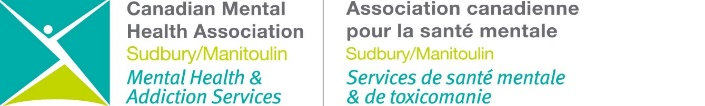 Canadian Mental
Health Association
Sudbury/Manitoulin
Mental Health &
Addiction Services
Association canadienne
pour la santé mentale
Sudbury/Manitoulin
Services de santé mentale
& de toxicomanie